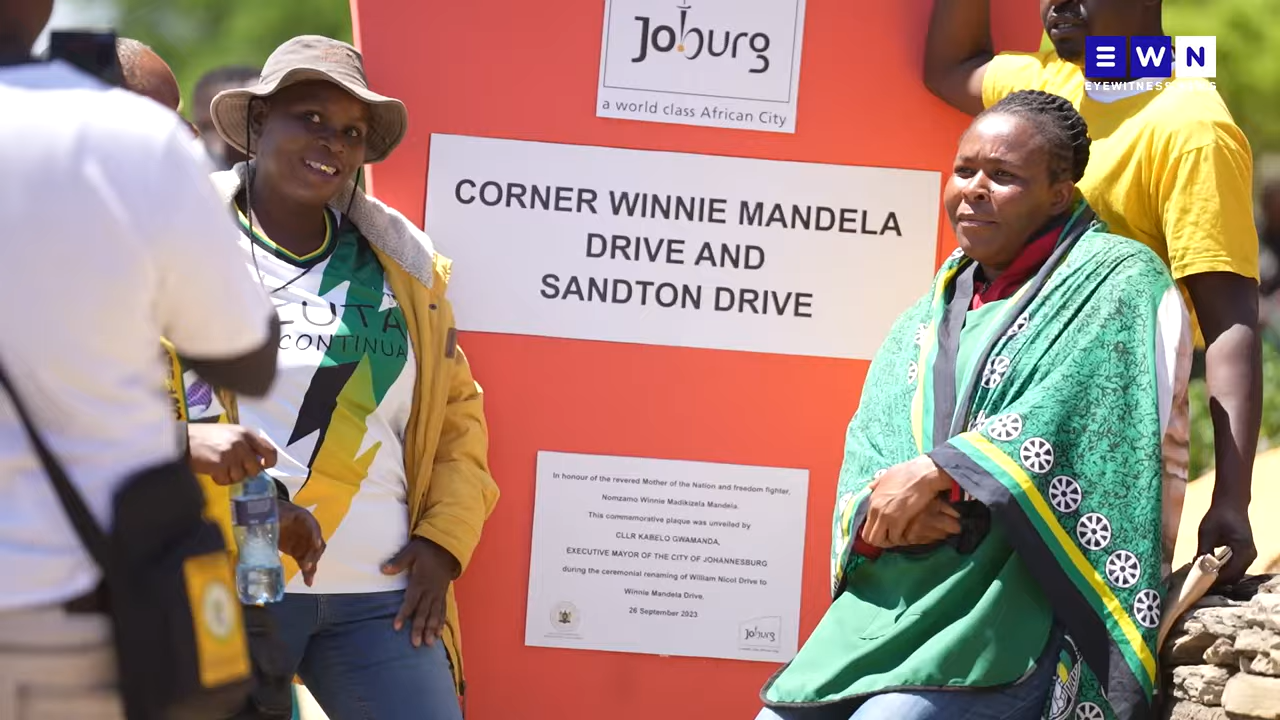 Joburg
a world class African City
EWN
EYEWITNESS NEWS
CORNER WINNIE MANDELA
DRIVE AND
SANDTON DRIVE
LUTA
CONTINUA
In honour of the revered Mother of the Nation and freedom fighter,
Nomzamo Winnie Madikizela Mandela.
This commemorative plaque was unveiled by
CLLR KABELO GWAMANDA,
EXECUTIVE MAYOR OF THE CITY OF JOHANNESBURG
during the ceremonial renaming of William Nicol Drive to
Winnie Mandela Drive.
26 September 2023
Joburg